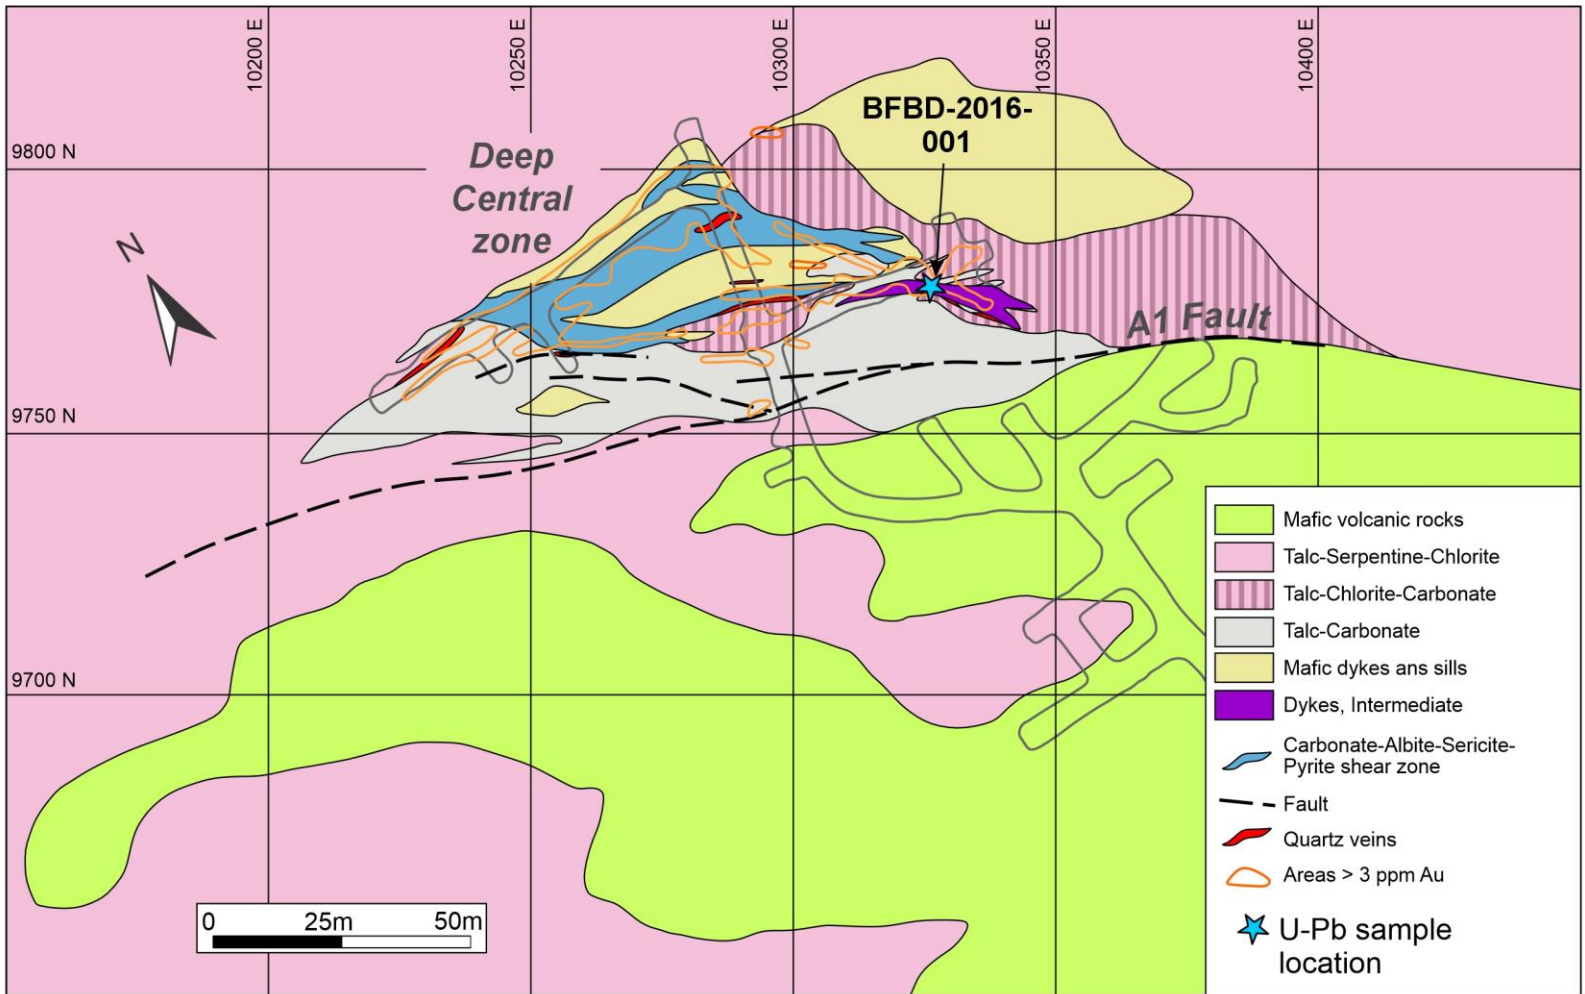 10200 E
10250 E
10300 E
10350 E
10400 E
9800 N
9750 N
9700 N
N
Deep
Central
zone
BFBD-2016-
001
A1 Fault
0 25m 50m
Mafic volcanic rocks
Talc-Serpentine-Chlorite
Talc-Chlorite-Carbonate
Talc-Carbonate
Mafic dykes ans sills
Dykes, Intermediate
Carbonate-Albite-Sericite-
Pyrite shear zone
Fault
Quartz veins
Areas > 3 ppm Au
U-Pb sample
location